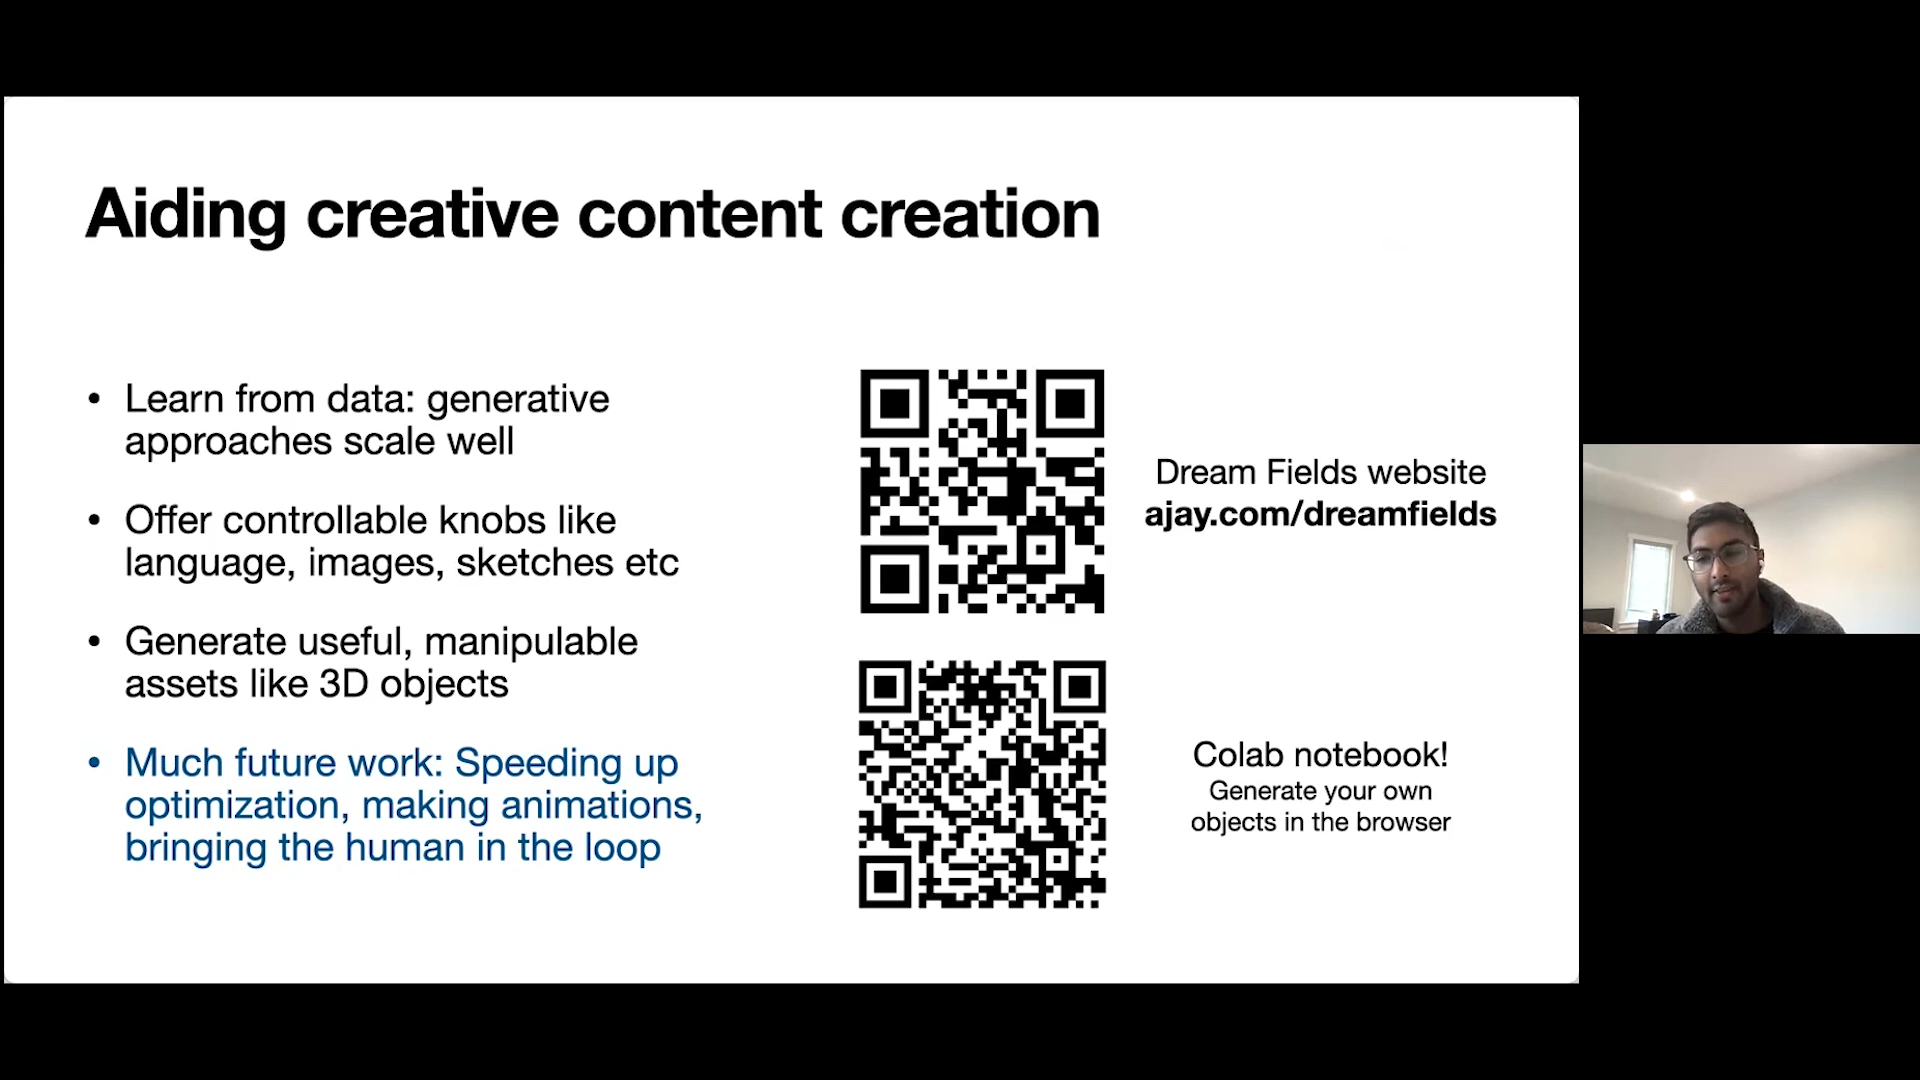 Aiding creative content creation
• Learn from data: generative
approaches scale well
• Offer controllable knobs like
language, images, sketches etc
• Generate useful, manipulable
assets like 3D objects
• Much future work: Speeding up
optimization, making animations,
bringing the human in the loop
Dream Fields website
ajay.com/dreamfields
Colab notebook!
Generate your own
objects in the browser